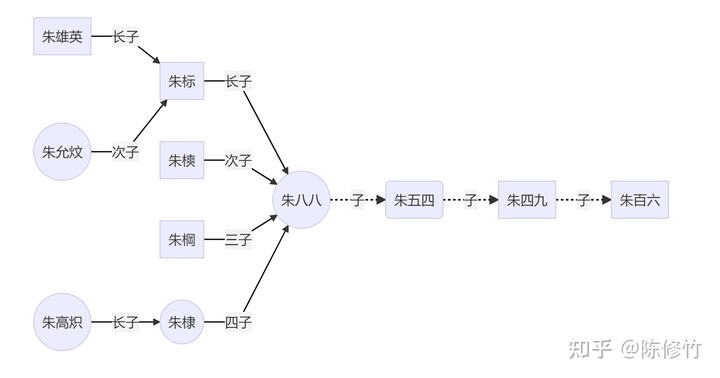 朱雄英
长子
朱标
长子
朱允炆
次子
朱樉
次子
朱八八
子
朱五四
子
朱四九
子
朱百六
朱棡
三子
朱高炽
长子
朱棣
四子
知乎 @陈修竹